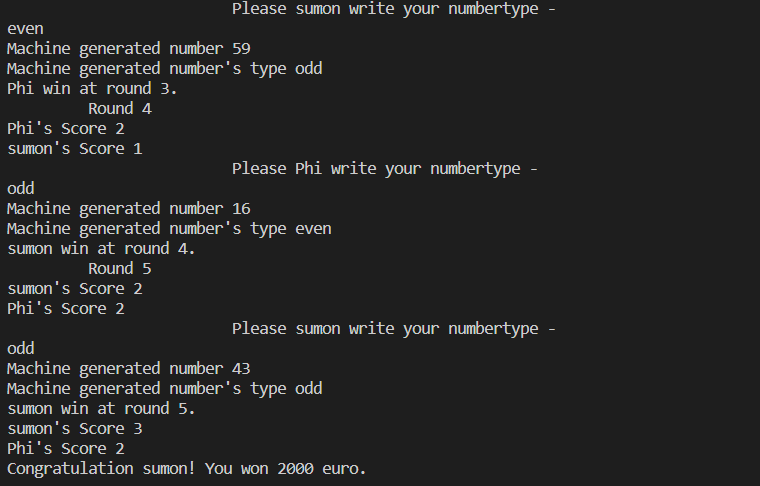 Please sumon write your numbertype -
even
Machine generated number 59
Machine generated number's type odd
Phi win at round 3.
Round 4
Phi's Score 2
sumon's Score 1
Please Phi write your numbertype -
odd
Machine generated number 16
Machine generated number's type even
sumon win at round 4.
Round 5
sumon's Score 2
Phi's Score 2
Please sumon write your numbertype -
odd
Machine generated number 43
Machine generated number's type odd
sumon win at round 5.
sumon's Score 3
Phi's Score 2
Congratulation sumon! You won 2000 euro.